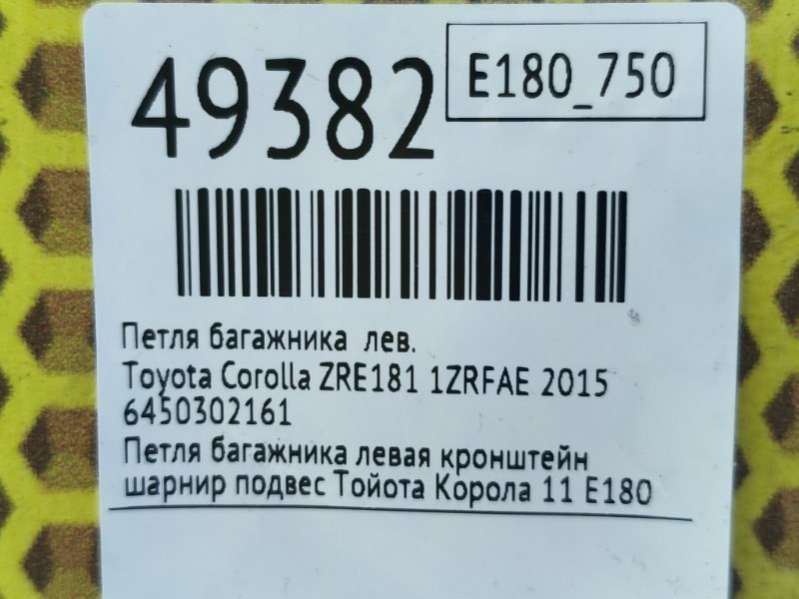 49382
E180_750
Петля багажника лев.
Toyota Corolla ZRE181 1ZRFAE 2015
6450302161
Петля багажника левая кронштейн
шарнир подвес Тойота Корола 11 Е180